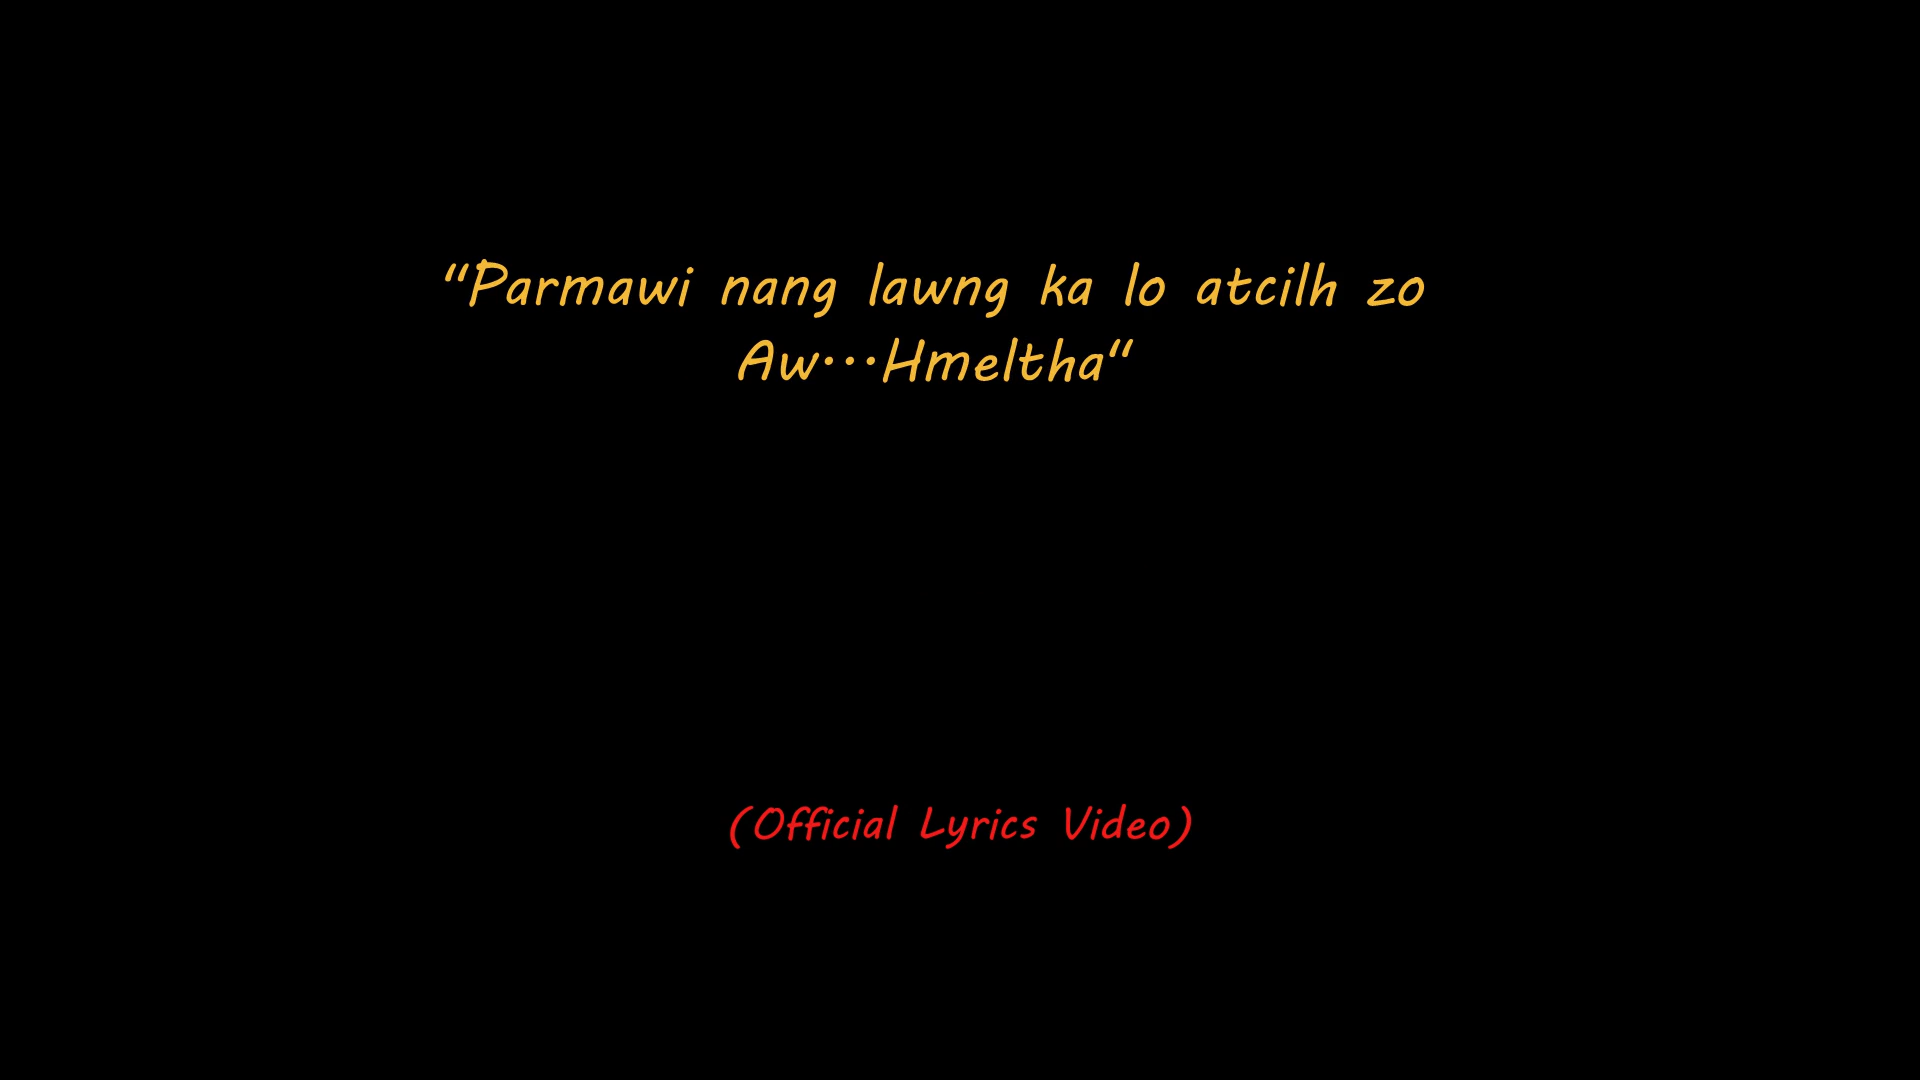 “Parmawi nang lawng ka lo atcilh zo
Aw...Hmeltha“
(Official Lyrics Video)